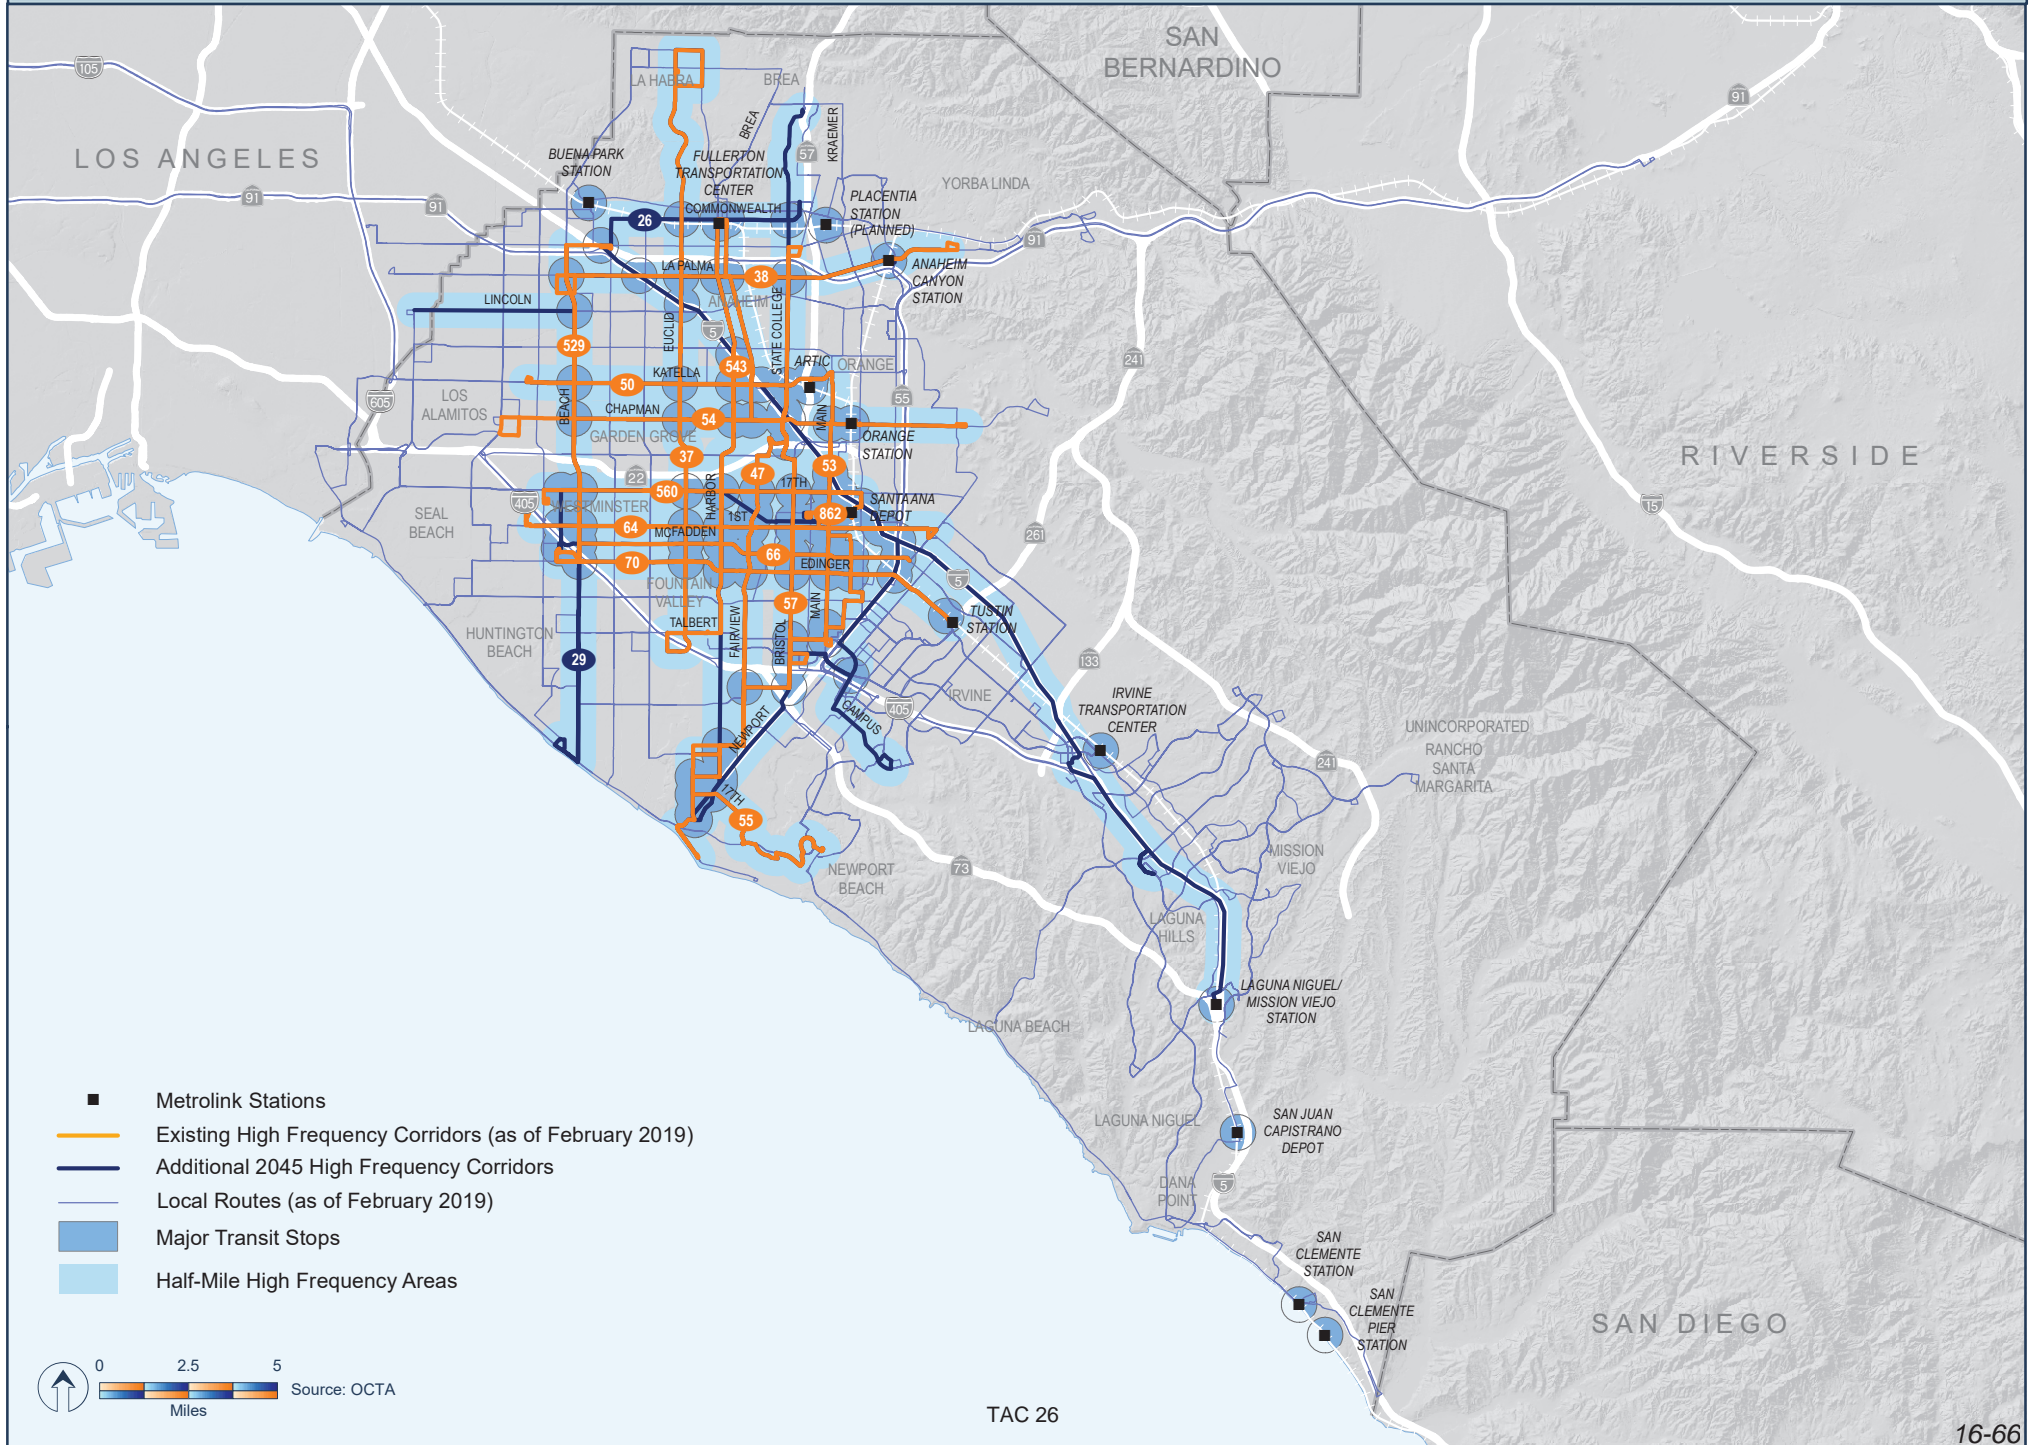 SAN
BERNARDINO
105
LOS ANGELES
91
91
91
91
LA HABRA
BREA
BREA
KRAEMER
57
BUENA PARK
STATION
FULLERTON
TRANSPORTATION
CENTER
COMMONWEALTH
26
PLACENTIA
STATION
(PLANNED)
YORBA LINDA
ANAHEIM
CANYON
STATION
LA PALMA
38
ANAHEIM
LINCOLN
EUCLID
5
STATE COLLEGE
529
543
ARTIC
ORANGE
KATELLA
50
LOS
ALAMITOS
605
BEACH
CHAPMAN
54
GARDEN GROVE
MAIN
55
241
ORANGE
STATION
37
22
47
17TH
53
RIVERSIDE
15
405
WESTMINSTER
560
HARBOR
SANTA ANA
DEPOT
SEAL
BEACH
64
MCFADDEN
1ST
862
261
70
66
EDINGER
FOUNTAIN
VALLEY
57
MAIN
5
TUSTIN
STATION
TALBERT
FAIRVIEW
BRISTOL
HUNTINGTON
BEACH
29
133
IRVINE
405
CAMPUS
NEWPORT
IRVINE
TRANSPORTATION
CENTER
UNINCORPORATED
RANCHO
SANTA
MARGARITA
241
17TH
55
NEWPORT
BEACH
73
MISSION
VIEJO
LAGUNA
HILLS
LAGUNA NIGUEL/
MISSION VIEJO
STATION
LAGUNA BEACH
LAGUNA NIGUEL
SAN JUAN
CAPISTRANO
DEPOT
DANA
POINT
5
SAN
CLEMENTE
STATION
SAN
CLEMENTE
PIER
STATION
SAN DIEGO
Metrolink Stations
Existing High Frequency Corridors (as of February 2019)
Additional 2045 High Frequency Corridors
Local Routes (as of February 2019)
Major Transit Stops
Half-Mile High Frequency Areas
0 2.5 5
Miles
Source: OCTA
TAC 26
16-66